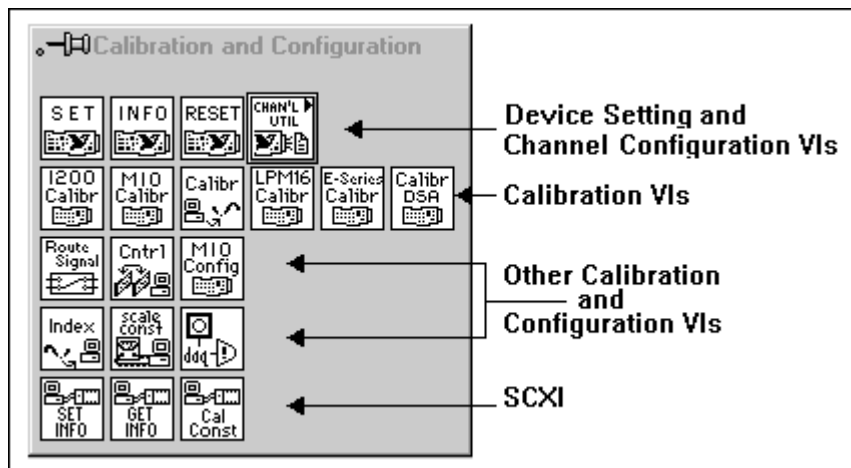 Calibration and Configuration
SET INFO RESET CHAN'L UTIL
Device Setting and
Channel Configuration VIs
1200 Calibr MIO Calibr Calibr LPM16 Calibr E-Series Calibr Calibr DSA
Calibration VIs
Route Signal Cntrl MIO Config
Other Calibration
and
Configuration VIs
Index scale const ddq
SET INFO GET INFO Cal Const
SCXI